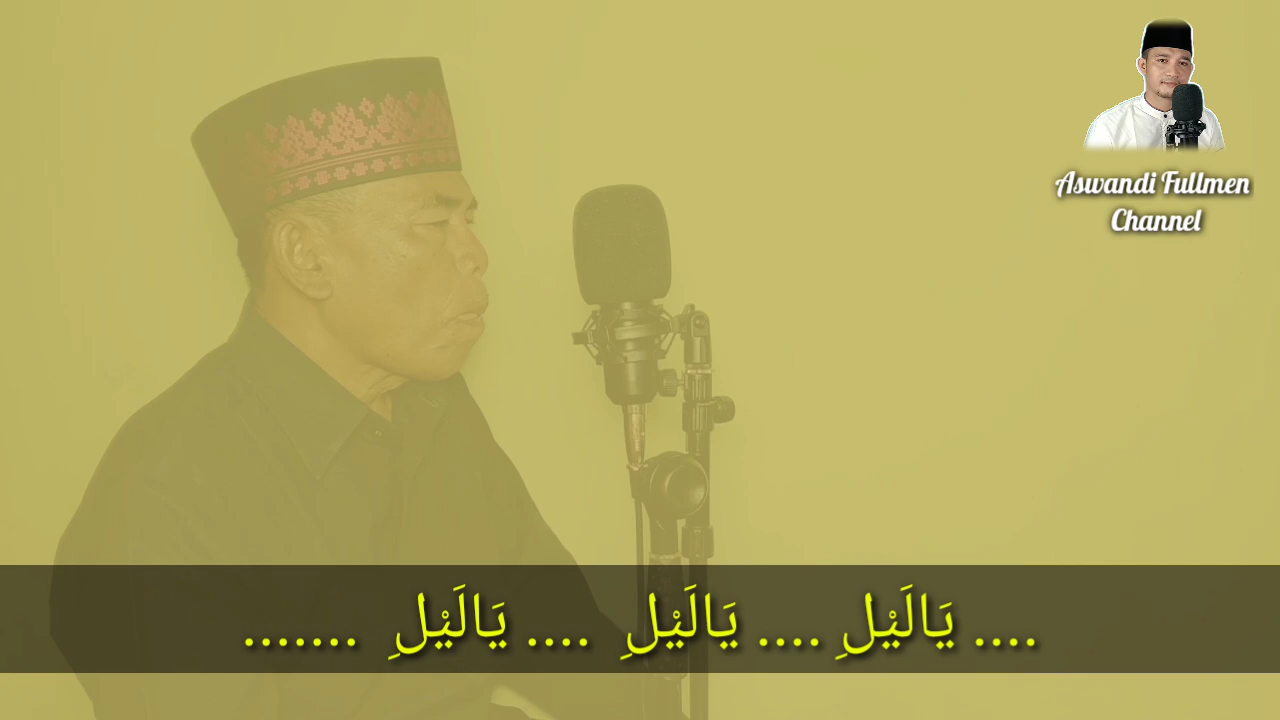 Aswandi Fullmen
Channel
.... يَالَيْلِ .... يَالَيْلِ .... يَالَيْلِ .......